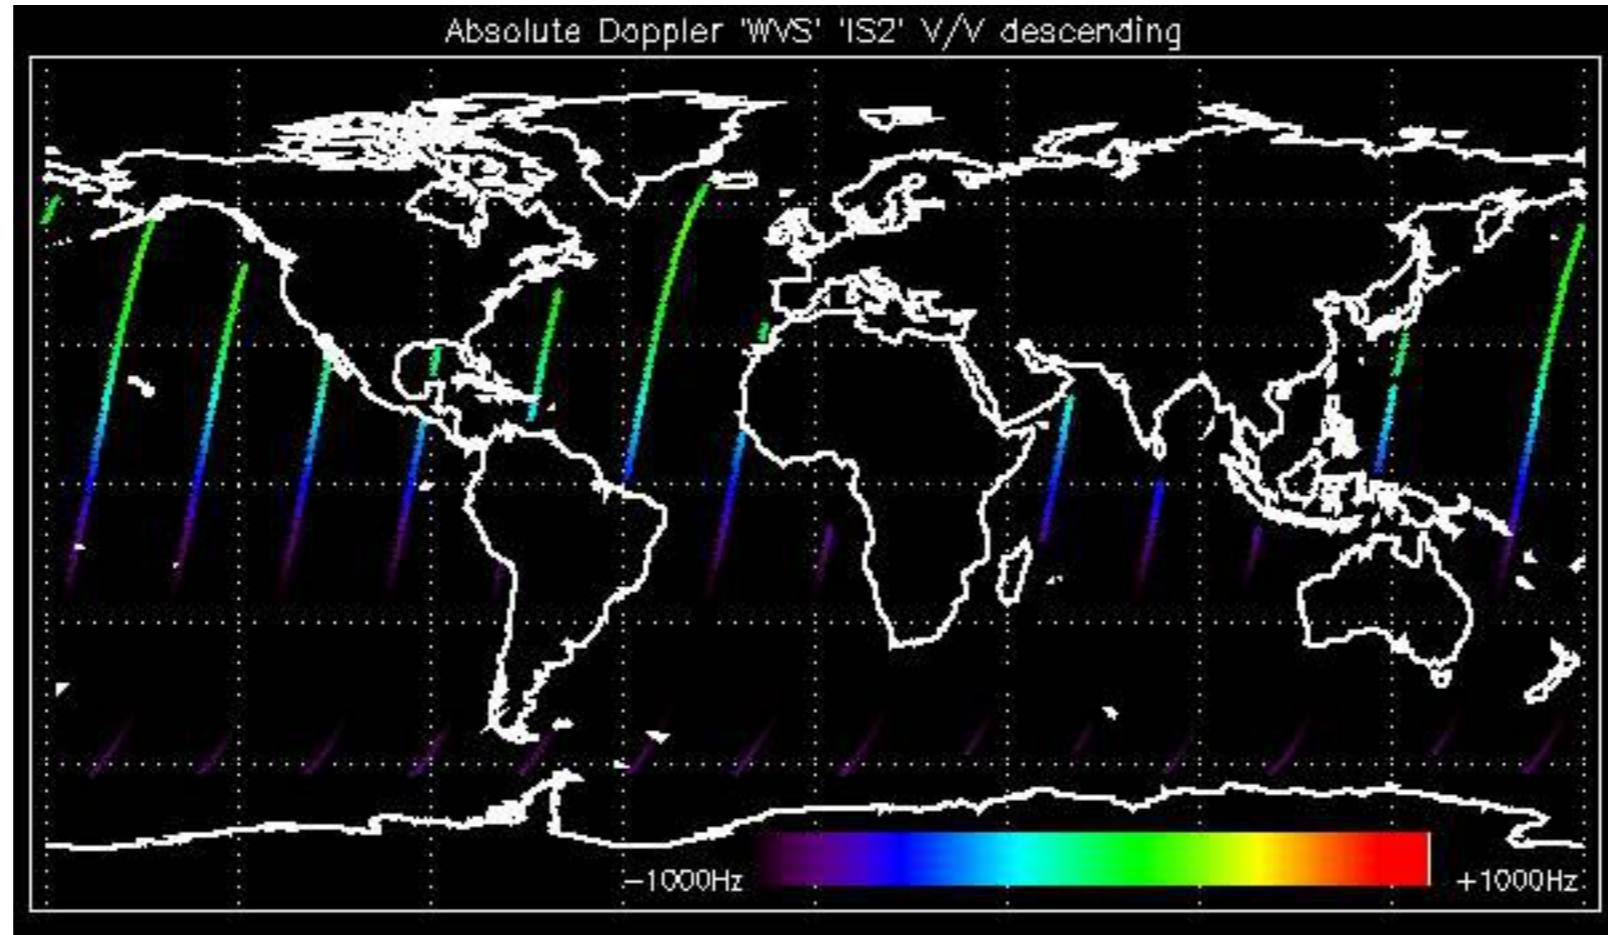 Absolute Doppler 'WVS' 'IS2' V/V descending
−1000Hz
+1000Hz